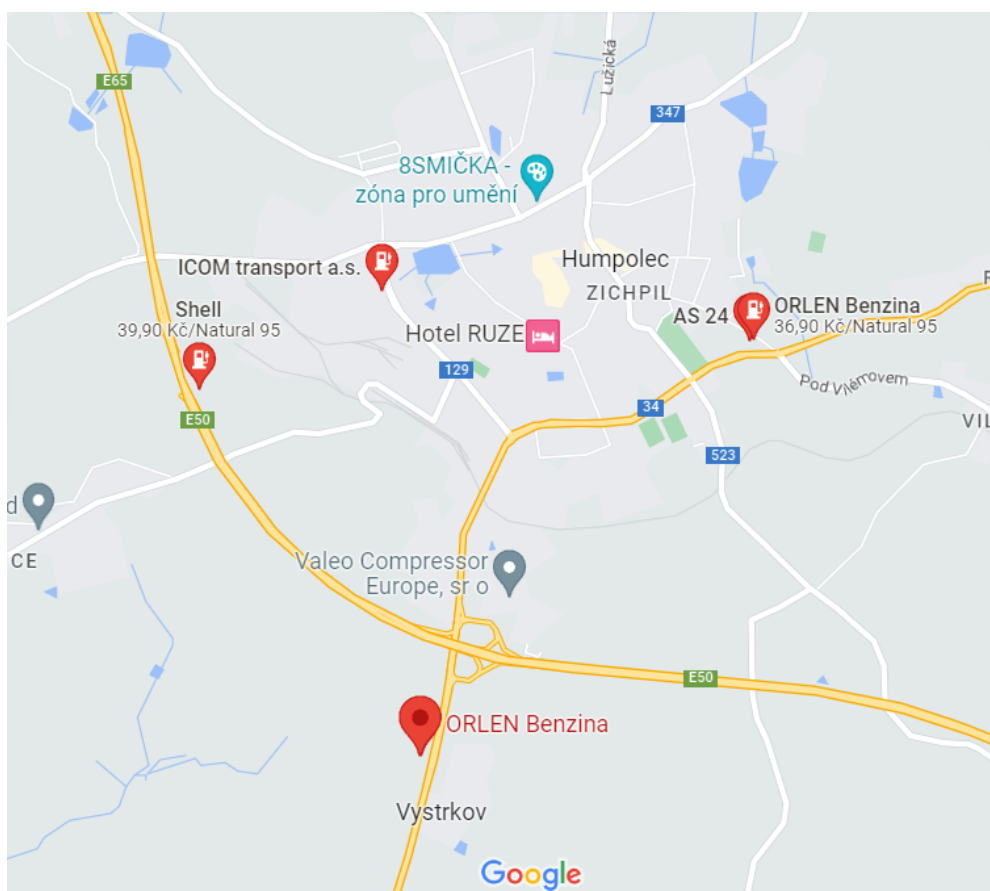 E65
Lužická
347
8SMIČKA -
zóna pro umění
Humpolec
ZICHPIL
ICOM transport a.s.
Shell
39,90 Kč/Natural 95
Hotel RUZE
AS 24
ORLEN Benzina
36,90 Kč/Natural 95
F
129
Pod Vilémovem
34
E50
VIL
523
d
CE
Valeo Compressor
Europe, sr o
E50
ORLEN Benzina
Vystrkov
Google